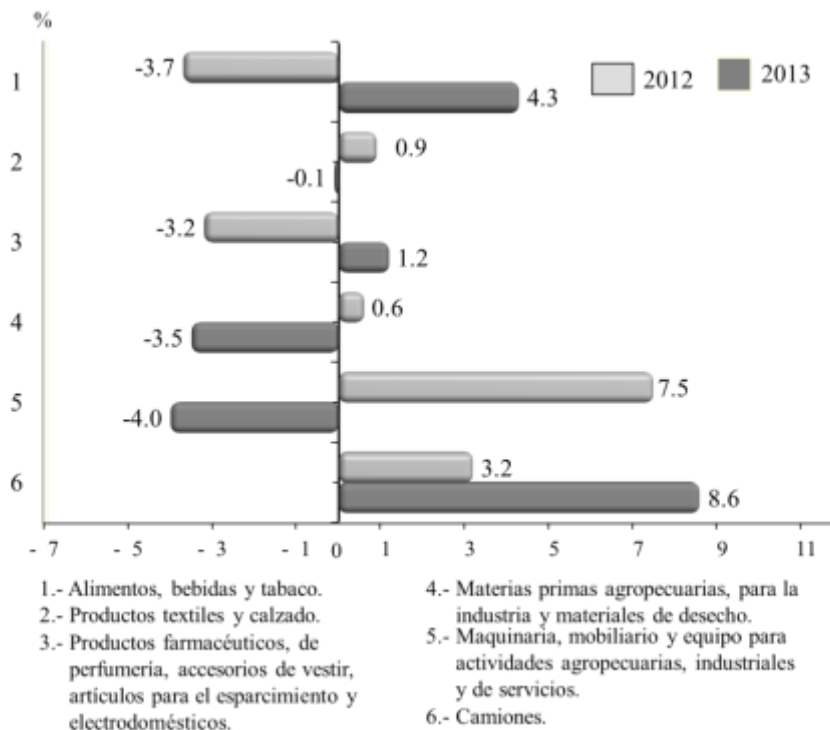 %
2012
2013
1
-3.7
4.3
2
0.9
-0.1
3
-3.2
1.2
4
0.6
-3.5
5
7.5
-4.0
6
3.2
8.6
- 7
- 5
- 3
- 1
0
1
3
5
7
9
11
1.- Alimentos, bebidas y tabaco.
2.- Productos textiles y calzado.
3.- Productos farmacéuticos, de
perfumería, accesorios de vestir,
artículos para el esparcimiento y
electrodomésticos.
4.- Materias primas agropecuarias, para la
industria y materiales de desecho.
5.- Maquinaria, mobiliario y equipo para
actividades agropecuarias, industriales
y de servicios.
6.- Camiones.